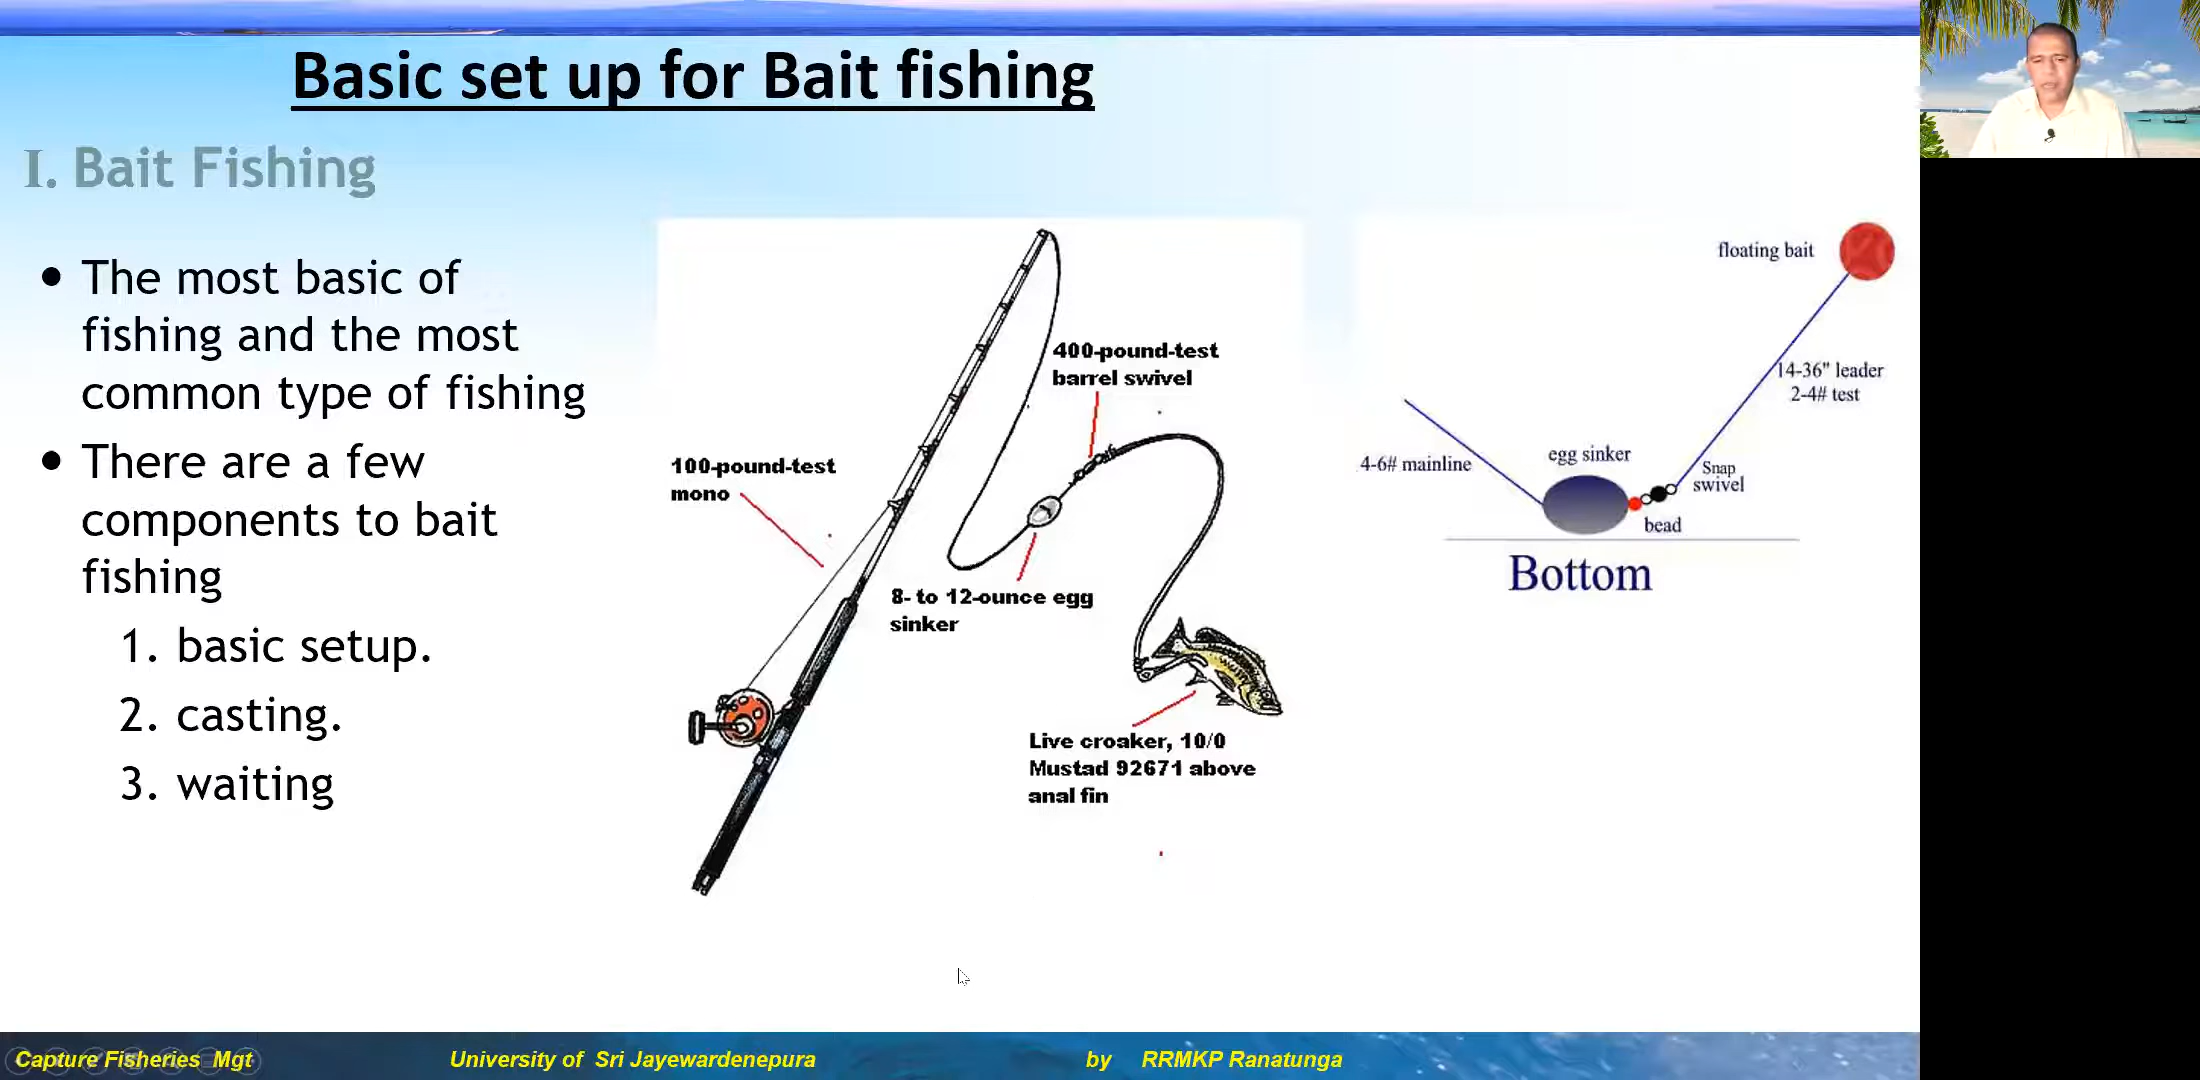 Basic set up for Bait fishing
I. Bait Fishing
• The most basic of
fishing and the most
common type of fishing
• There are a few
components to bait
fishing
1. basic setup.
2. casting.
3. waiting
400-pound-test
barrel swivel
100-pound-test
mono
8- to 12-ounce egg
sinker
Live croaker, 10/0
Mustad 92671 above
anal fin
floating bait
14-36" leader
2-4# test
4-6# mainline
egg sinker
Snap
swivel
bead
Bottom
Capture Fisheries Mgt
University of Sri Jayewardenepura
by RRMKP Ranatunga